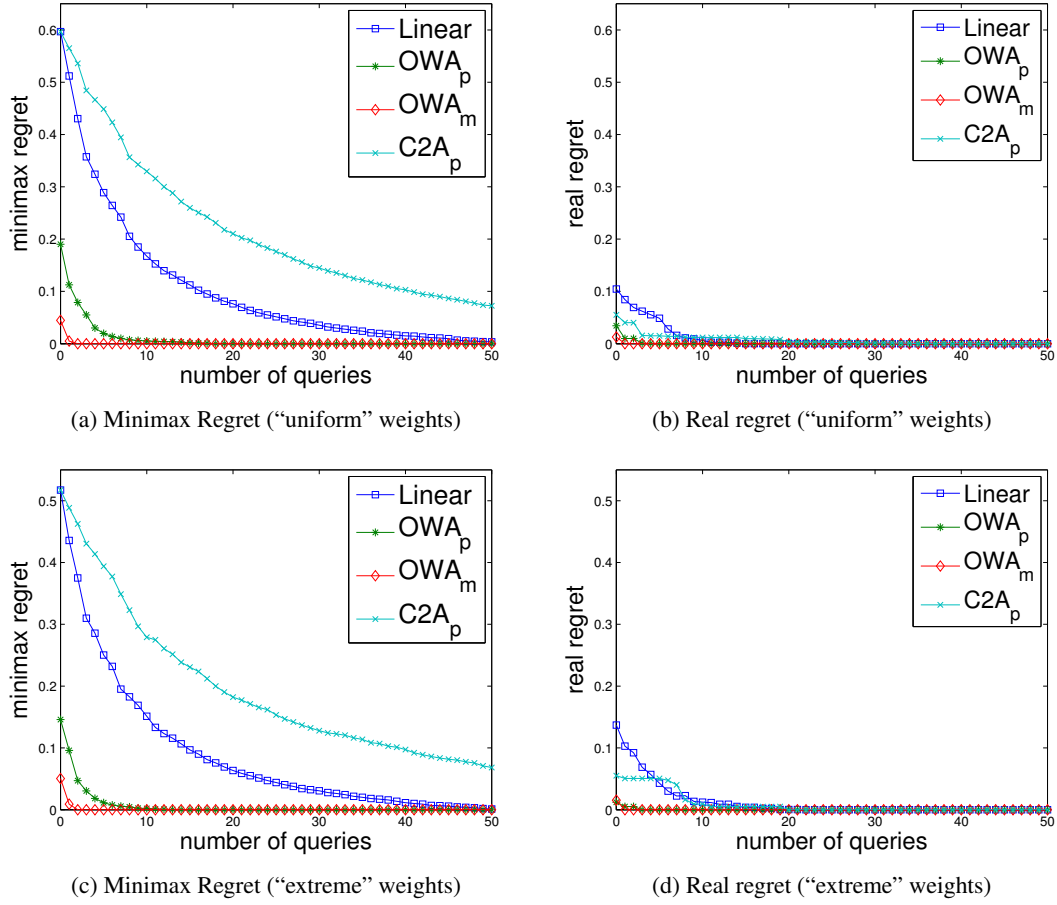 0.6
0.5
0.4
0.3
0.2
0.1
0
0 10 20 30 40 50
minimax regret
number of queries
Linear
OWAp
OWAm
C2Ap
(a) Minimax Regret (“uniform” weights)
0.6
0.5
0.4
0.3
0.2
0.1
0
0 10 20 30 40 50
real regret
number of queries
Linear
OWAp
OWAm
C2Ap
(b) Real regret (“uniform” weights)
0.5
0.4
0.3
0.2
0.1
0
0 10 20 30 40 50
minimax regret
number of queries
Linear
OWAp
OWAm
C2Ap
(c) Minimax Regret (“extreme” weights)
0.5
0.4
0.3
0.2
0.1
0
0 10 20 30 40 50
real regret
number of queries
Linear
OWAp
OWAm
C2Ap
(d) Real regret (“extreme” weights)